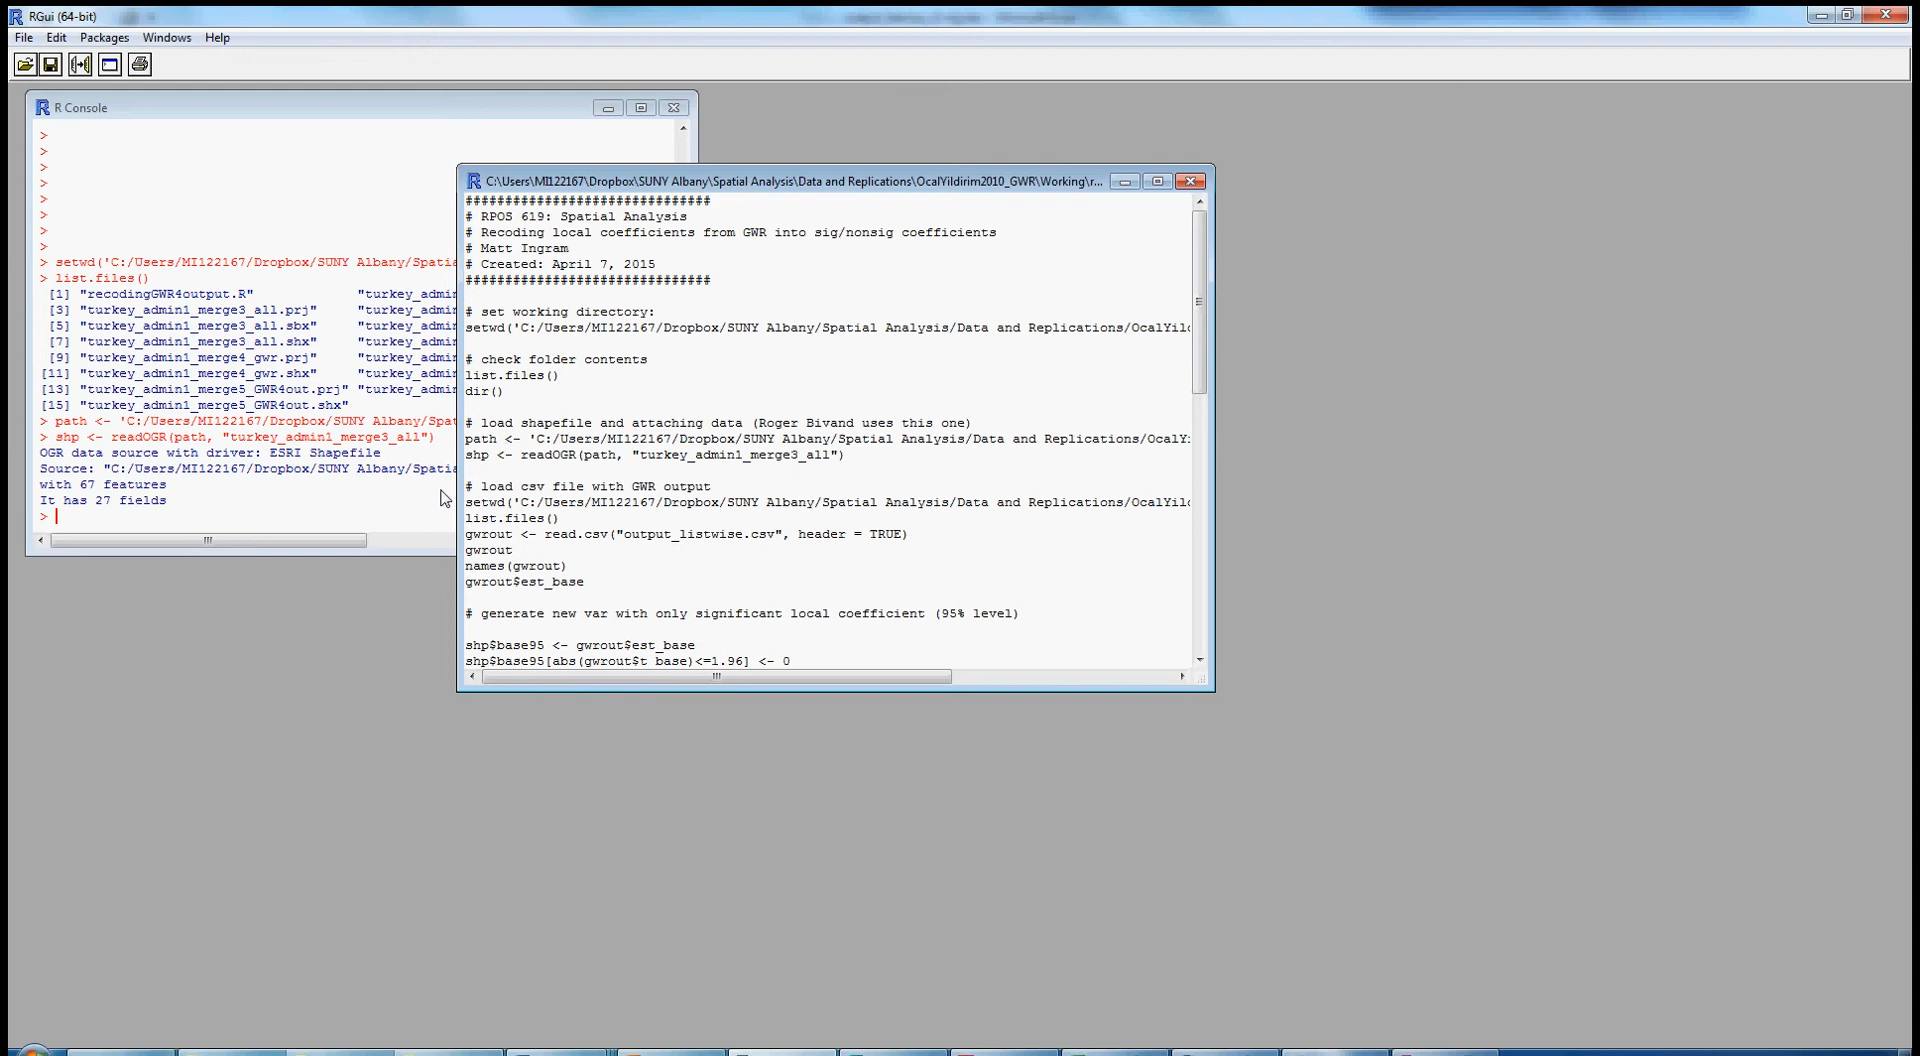 RGui (64-bit)
File Edit Packages Windows Help
R Console
>
>
>
>
>
>
>
>
> setwd('C:/Users/MI122167/Dropbox/SUNY Albany/Spatia
> list.files()
[1] "recodingGWR4output.R" "turkey_admin
[3] "turkey_admin1_merge3_all.prj" "turkey_admin
[5] "turkey_admin1_merge3_all.sbx" "turkey_admin
[7] "turkey_admin1_merge3_all.shx" "turkey_admin
[9] "turkey_admin1_merge4_gwr.prj" "turkey_admin
[11] "turkey_admin1_merge4_gwr.shx" "turkey_admin
[13] "turkey_admin1_merge5_GWR4out.prj" "turkey_admin
[15] "turkey_admin1_merge5_GWR4out.shx"
> path <- 'C:/Users/MI122167/Dropbox/SUNY Albany/Spat
> shp <- readOGR(path, "turkey_admin1_merge3_all")
OGR data source with driver: ESRI Shapefile
Source: "C:/Users/MI122167/Dropbox/SUNY Albany/Spatia
with 67 features
It has 27 fields
>
C:\Users\MI122167\Dropbox\SUNY Albany\Spatial Analysis\Data and Replications\OcalYildirim2010_GWR\Working\r...
###############################
# RPOS 619: Spatial Analysis
# Recoding local coefficients from GWR into sig/nonsig coefficients
# Matt Ingram
# Created: April 7, 2015
###############################
# set working directory:
setwd('C:/Users/MI122167/Dropbox/SUNY Albany/Spatial Analysis/Data and Replications/OcalYild
# check folder contents
list.files()
dir()
# load shapefile and attaching data (Roger Bivand uses this one)
path <- 'C:/Users/MI122167/Dropbox/SUNY Albany/Spatial Analysis/Data and Replications/OcalYi
shp <- readOGR(path, "turkey_admin1_merge3_all")
# load csv file with GWR output
setwd('C:/Users/MI122167/Dropbox/SUNY Albany/Spatial Analysis/Data and Replications/OcalYild
list.files()
gwrout <- read.csv("output_listwise.csv", header = TRUE)
gwrout
names(gwrout)
gwrout$est_base
# generate new var with only significant local coefficient (95% level)
shp$base95 <- gwrout$est_base
shp$base95[abs(gwrout$t_base)<=1.96] <- 0